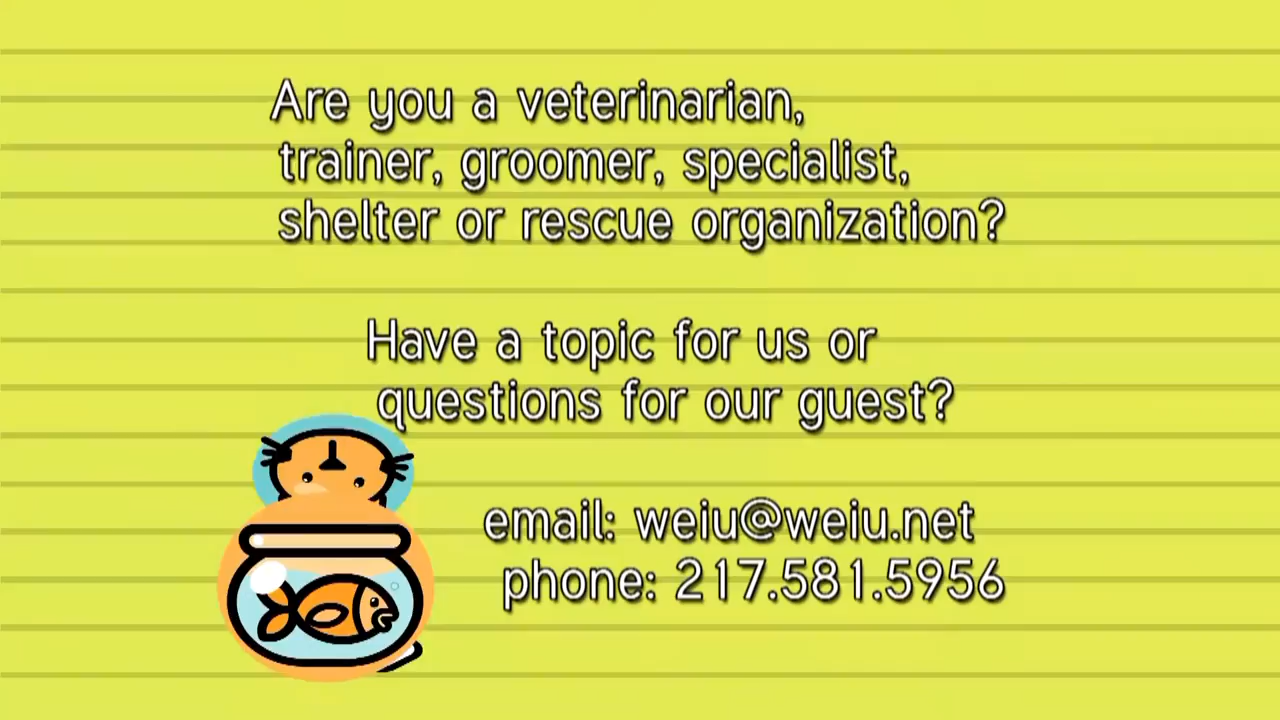 Are you a veterinarian,
trainer, groomer, specialist,
shelter or rescue organization?
Have a topic for us or
questions for our guest?
email: weiu@weiu.net
phone: 217.581.5956